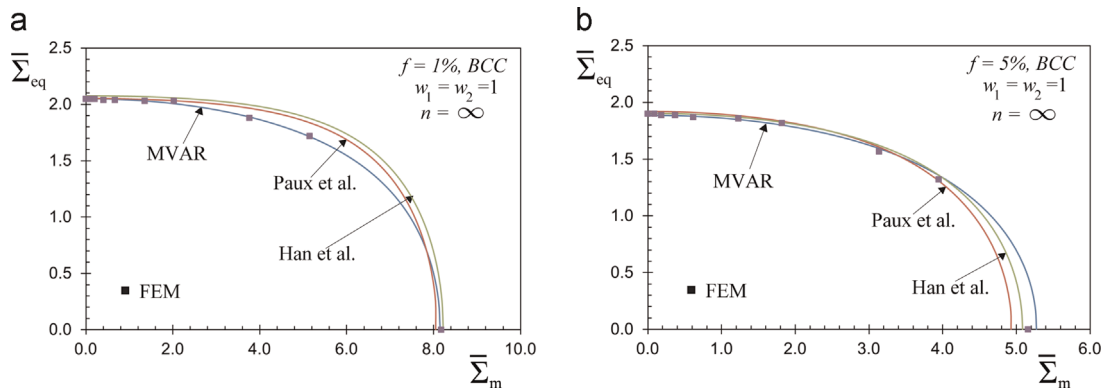 a
2.5
2.0
1.5
1.0
0.5
0.0
Σ̅eq
f = 1%, BCC
w1 = w2 =1
n = ∞
MVAR
Paux et al.
Han et al.
FEM
0.0 2.0 4.0 6.0 8.0 10.0
Σ̅m
b
2.5
2.0
1.5
1.0
0.5
0.0
Σ̅eq
f = 5%, BCC
w1 = w2 =1
n = ∞
MVAR
Paux et al.
Han et al.
FEM
0.0 1.0 2.0 3.0 4.0 5.0 6.0
Σ̅m